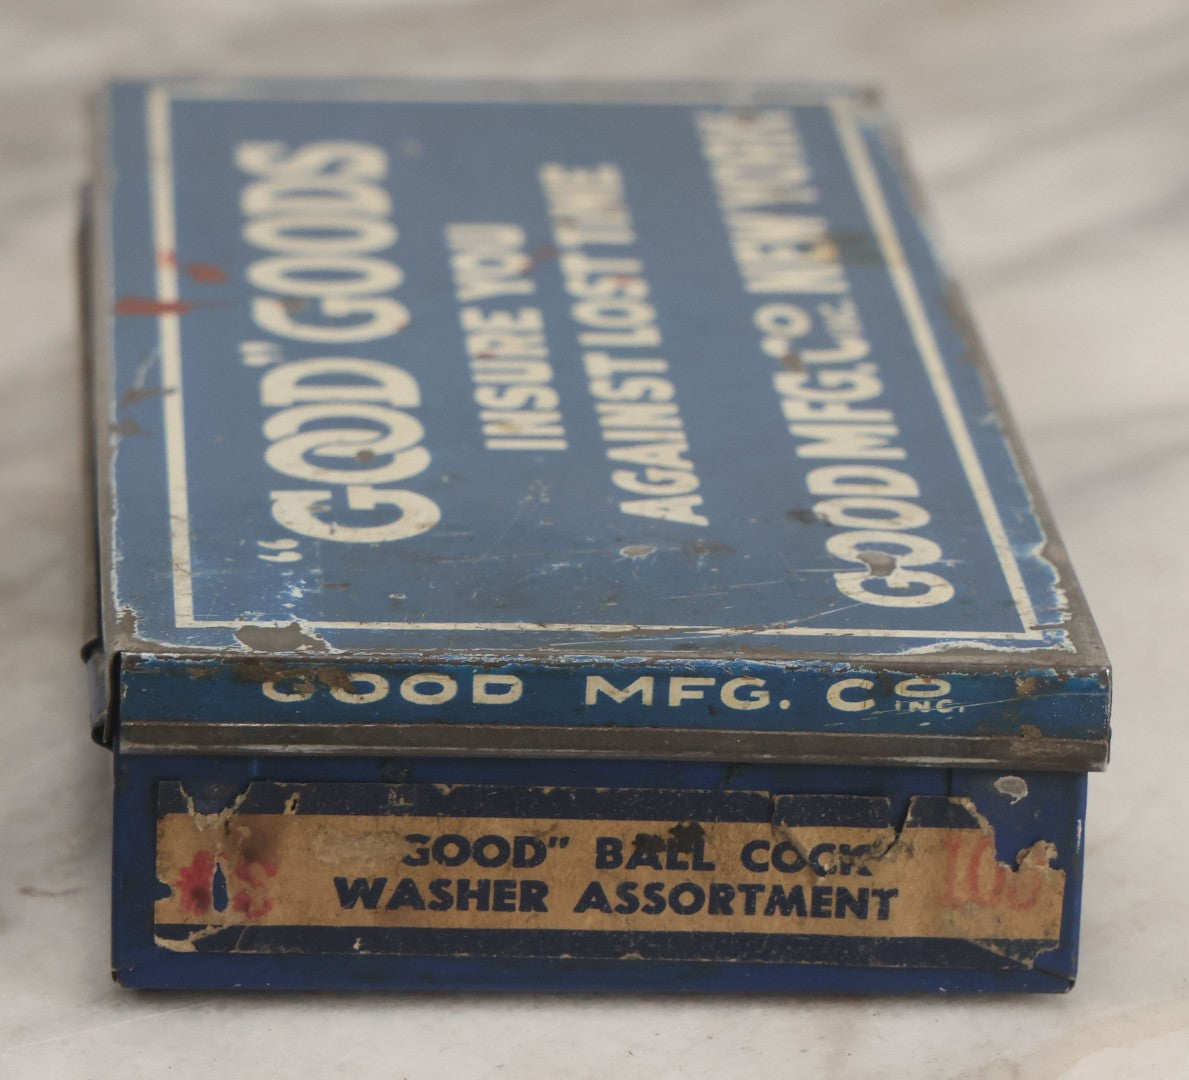 "GOOD" GOODS
INSURE YOU
AGAINST LOST TIME
GOOD MFG. CO INC. NEW YORK
GOOD MFG. CO INC.
GOOD" BALL COCK
WASHER ASSORTMENT